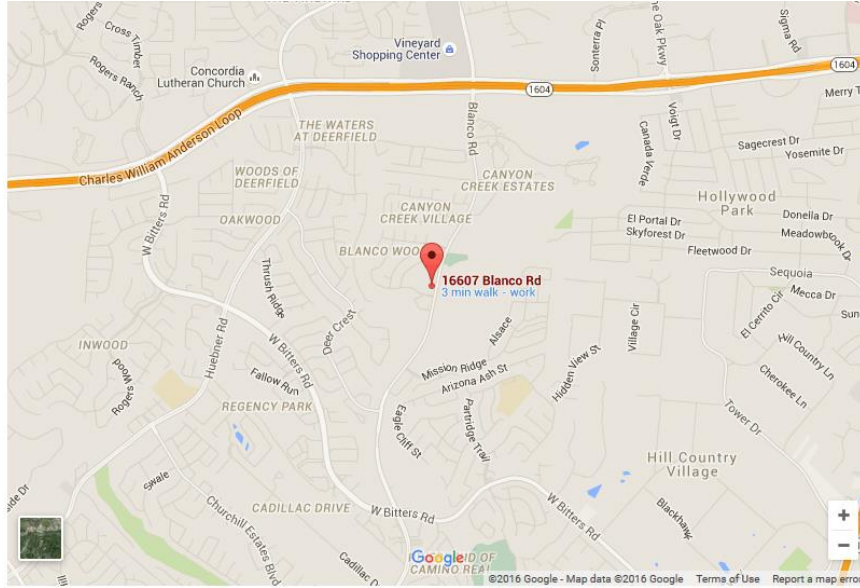 Rogers
Cross Timber
Rogers Ranch
Concordia
Lutheran Church
Vineyard
Shopping Center
Sonterra Pl
Oak Pkwy
Sigma Rd
1604
1604
Merry
Charles William Anderson Loop
THE WATERS
AT DEERFIELD
Blanco Rd
Voigt Dr
Canada Verde
Sagecrest Dr
Yosemite Dr
WOODS OF
DEERFIELD
CANYON
CREEK ESTATES
CANYON
CREEK VILLAGE
Hollywood
Park
W Bitters Rd
OAKWOOD
El Portal Dr
Skyforest Dr
Donella Dr
Meadowbrook Dr
Fleetwood Dr
BLANCO
16607 Blanco Rd
3 min walk - work
Sequoia
Mecca Dr
Thrush Ridge
Deer Crest
Alsace
Village Cir
El Cerrito Cir
Sun
INWOOD
Huebner Rd
W Bitters Rd
Mission Ridge
Arizona Ash St
Hidden View St
Hill Country Ln
Cherokee Ln
Rogers Wood
Fallow Run
REGENCY PARK
Eagle Cliff St
Partridge Trail
Tower Dr
Hill Country
Village
Swale
Churchill Estates Blvd
CADILLAC DRIVE
W Bitters Rd
W Bitters Rd
Blackhawk
Cadillac
CAMINO REAL
Google
+
−
©2016 Google - Map data ©2016 Google Terms of Use Report a map